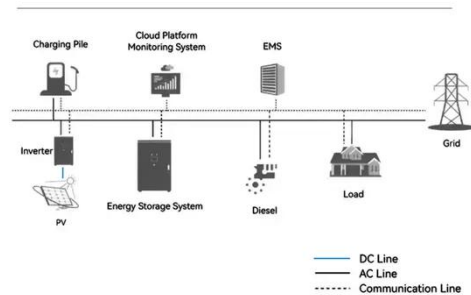 Charging Pile
Cloud Platform
Monitoring System
EMS
Grid
Inverter
PV
Energy Storage System
Diesel
Load
DC Line
AC Line
Communication Line